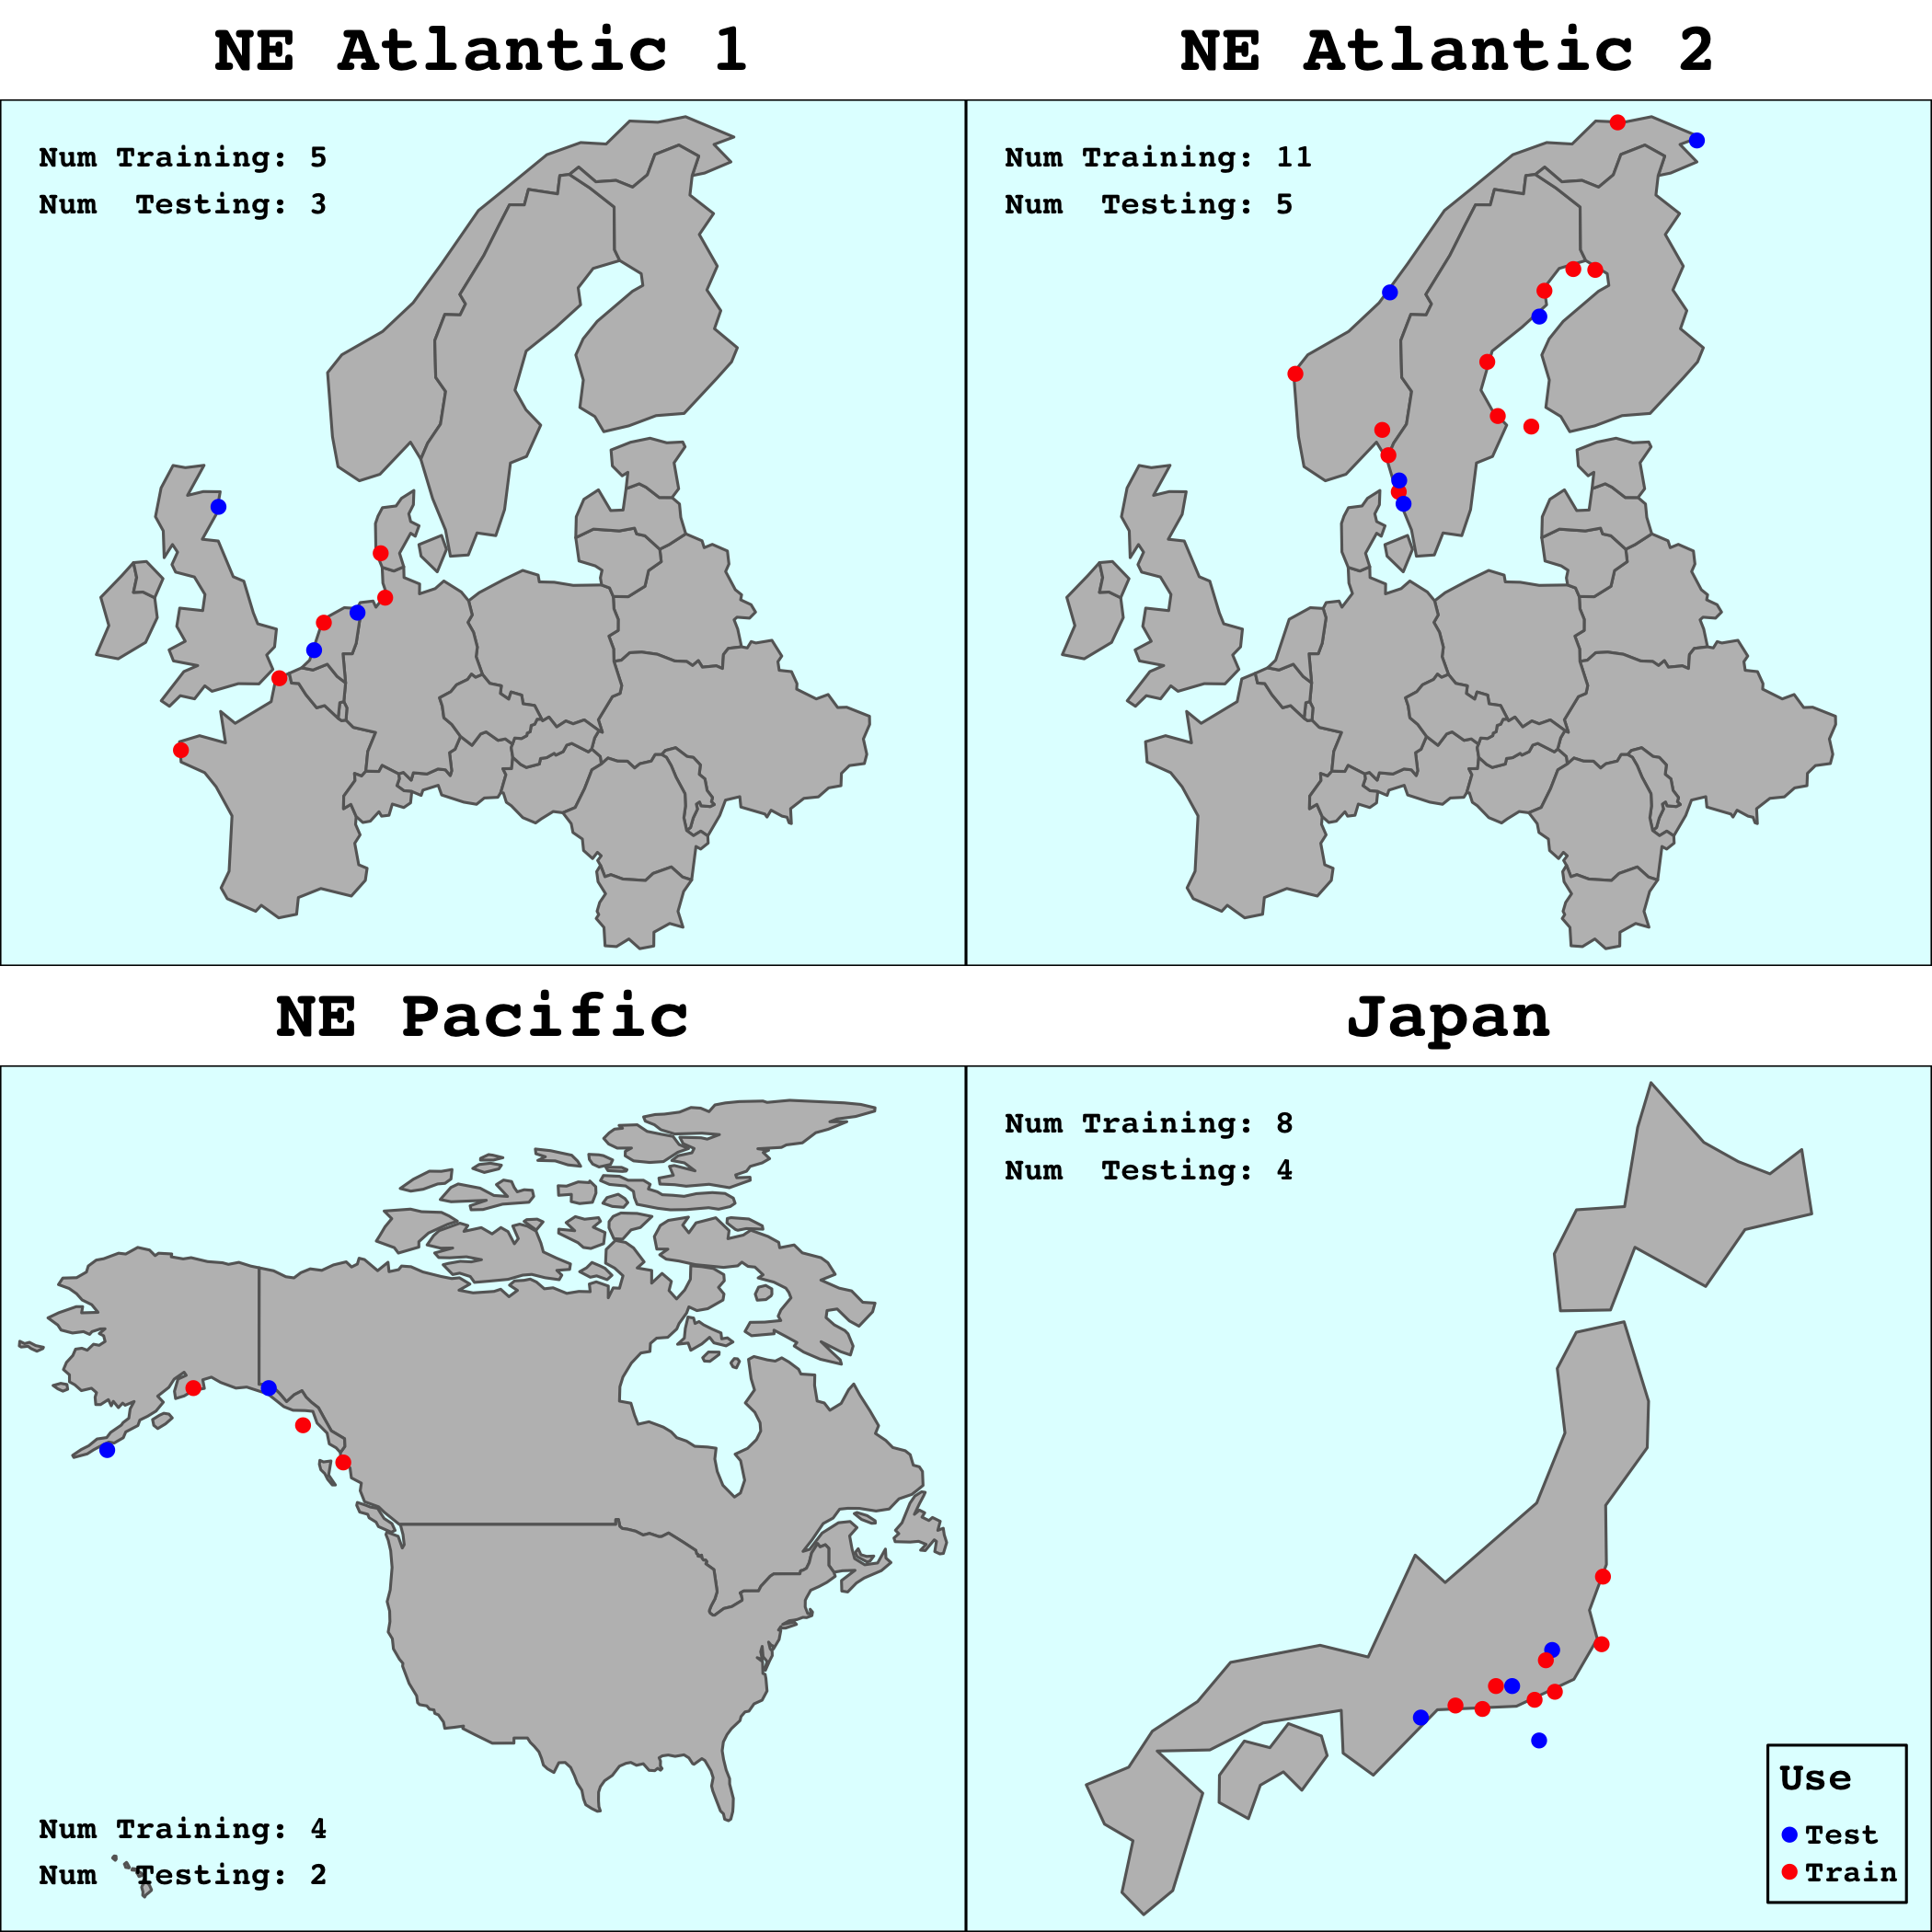 NE Atlantic 1
NE Atlantic 2
Num Training: 5
Num  Testing: 3
Num Training: 11
Num  Testing: 5
NE Pacific
Japan
Num Training: 4
Num  Testing: 2
Num Training: 8
Num  Testing: 4
Use
Test
Train